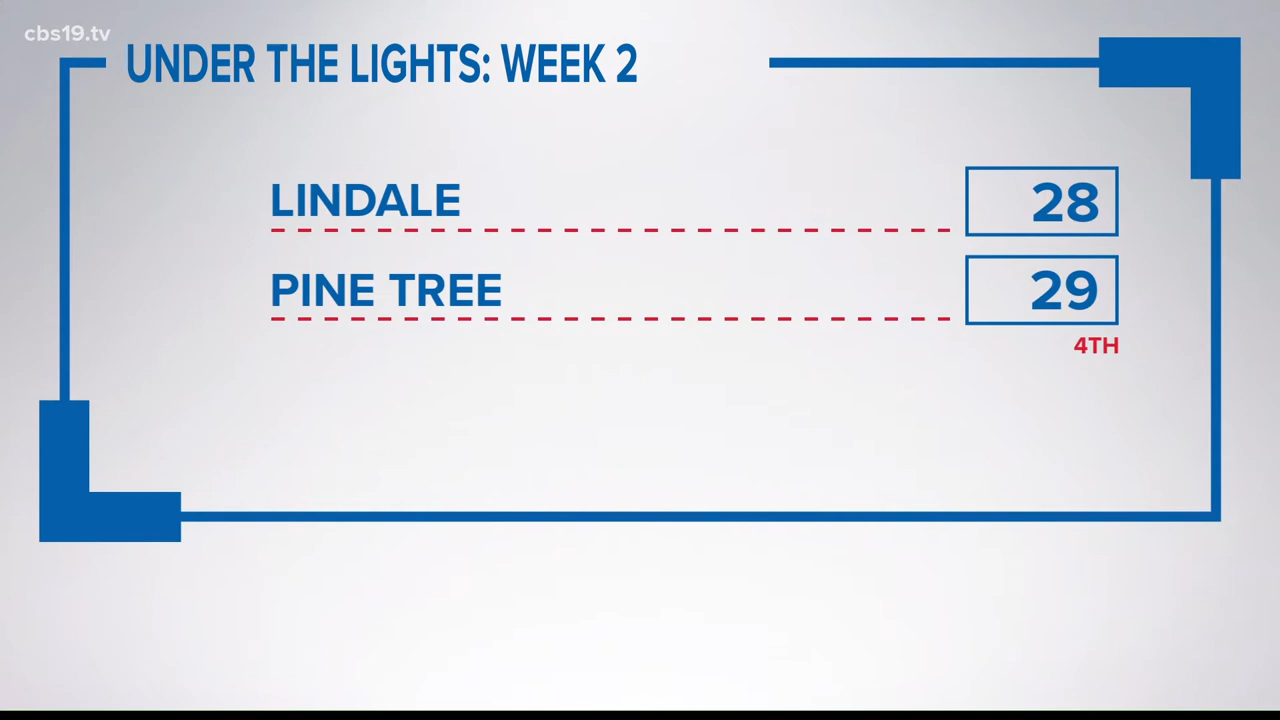 cbs19.tv
UNDER THE LIGHTS: WEEK 2
LINDALE 28
PINE TREE 29
4TH